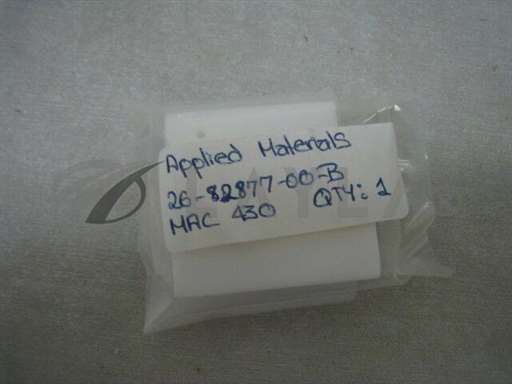 Applied Materials
26-82877-00-B
MAC 430 QTY: 1